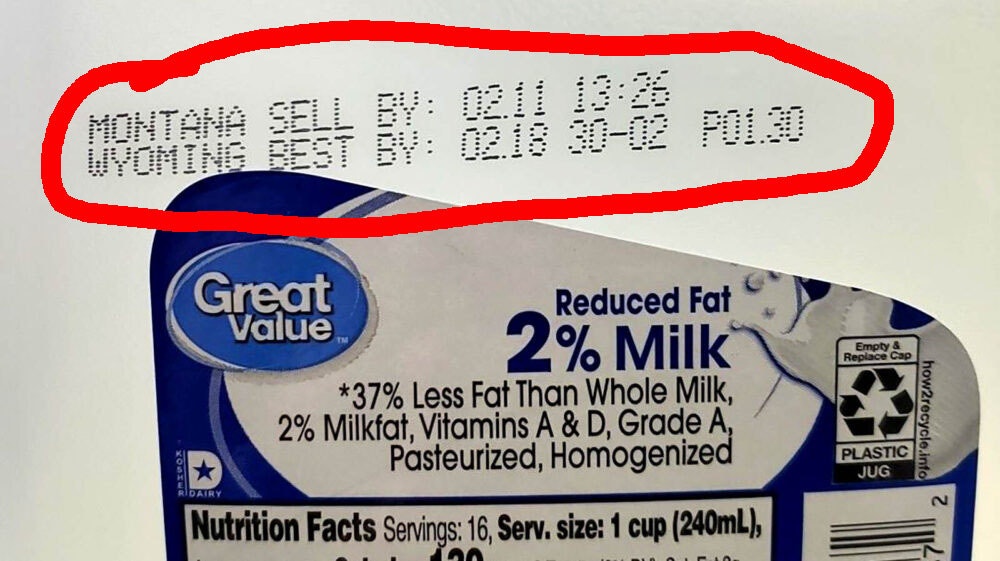 MONTANA SELL BY: 02.11 13:26
WYOMING BEST BY: 02.18 30-02 P01.30
Great
Value™
Reduced Fat
2% Milk
*37% Less Fat Than Whole Milk,
2% Milkfat, Vitamins A & D, Grade A,
Pasteurized, Homogenized
Empty &
Replace Cap
PLASTIC
JUG
how2recycle.info
KOSHER
D
DAIRY
Nutrition Facts Servings: 16, Serv. size: 1 cup (240mL),
2